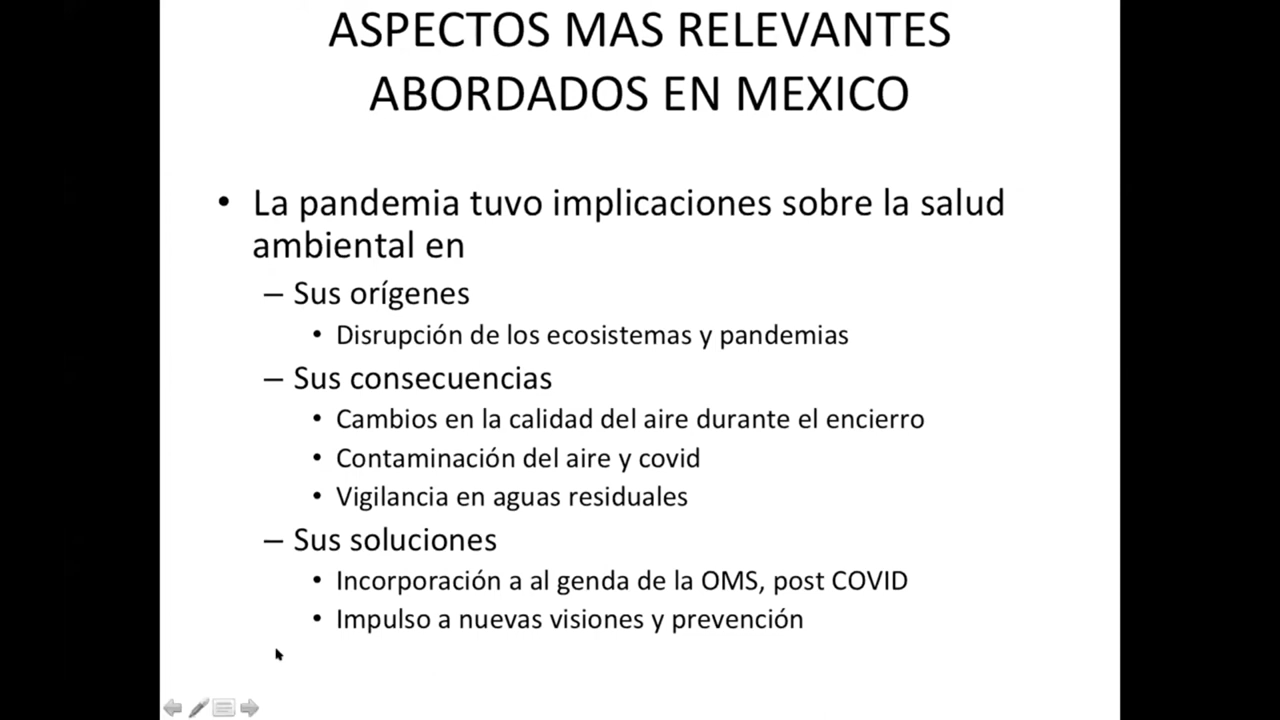 ASPECTOS MAS RELEVANTES
ABORDADOS EN MEXICO
• La pandemia tuvo implicaciones sobre la salud
ambiental en
– Sus orígenes
• Disrupción de los ecosistemas y pandemias
– Sus consecuencias
• Cambios en la calidad del aire durante el encierro
• Contaminación del aire y covid
• Vigilancia en aguas residuales
– Sus soluciones
• Incorporación a al genda de la OMS, post COVID
• Impulso a nuevas visiones y prevención